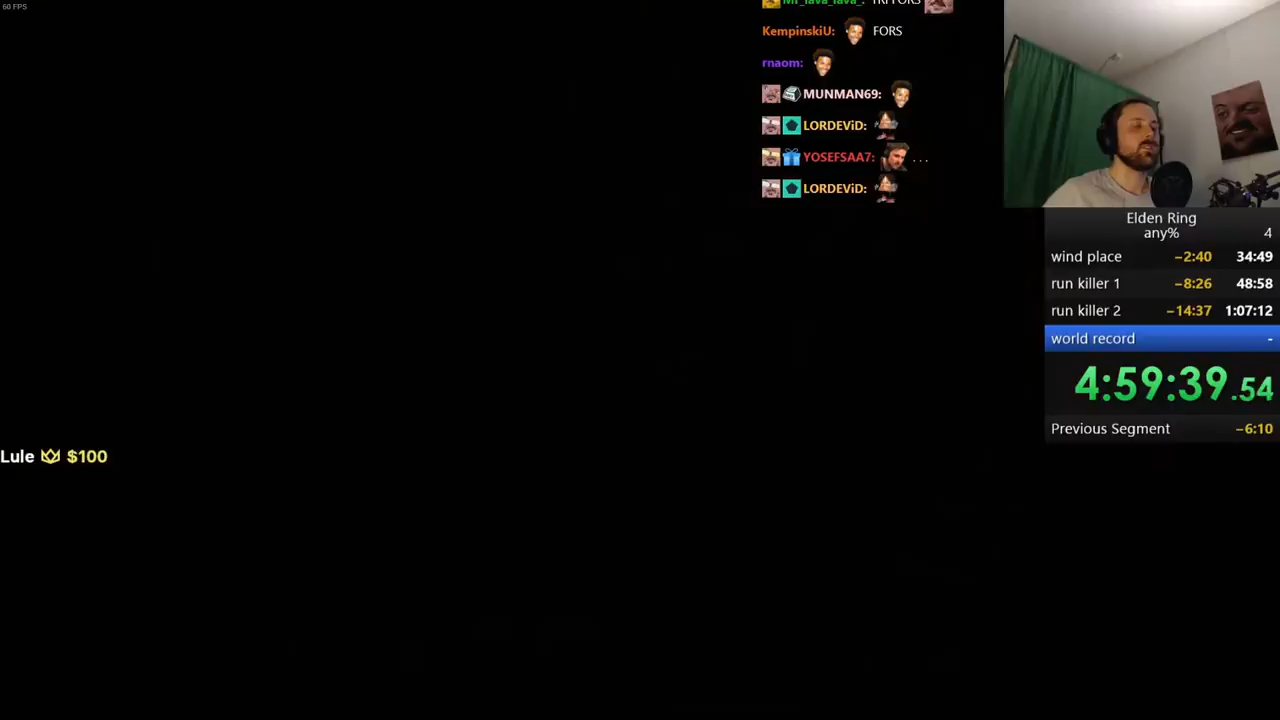 60 FPS
KempinskiU: FORS
rnaom:
MUNMAN69:
LORDEViD:
YOSEFSAA7: ...
LORDEViD:
Elden Ring
any% 4
wind place −2:40 34:49
run killer 1 −8:26 48:58
run killer 2 −14:37 1:07:12
world record -
4:59:39.54
Previous Segment −6:10
Lule $100